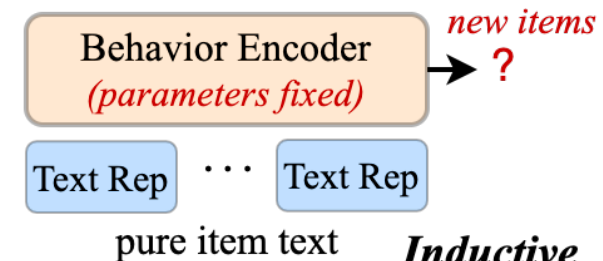 new items
Behavior Encoder
?
(parameters fixed)
Text Rep ... Text Rep
pure item text
Inductive